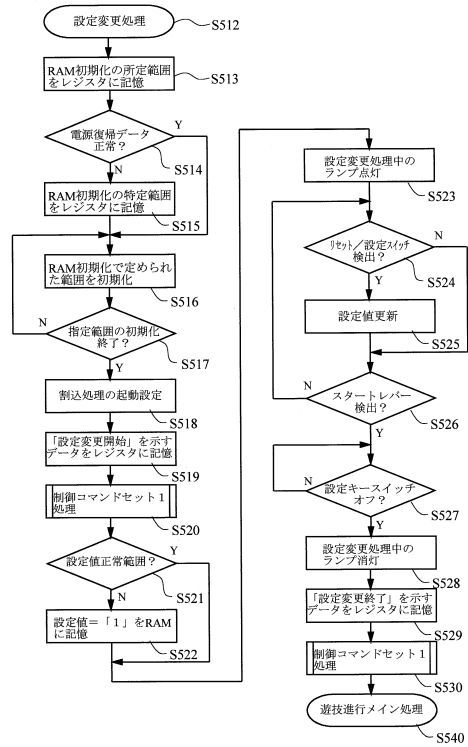 設定変更処理
S512
RAM初期化の所定範囲
をレジスタに記憶
S513
電源復帰データ
正常？
Y
N
S514
RAM初期化の特定範囲
をレジスタに記憶
S515
RAM初期化で定められ
た範囲を初期化
S516
N
指定範囲の初期化
終了？
S517
Y
割込処理の起動設定
S518
「設定変更開始」を示す
データをレジスタに記憶
S519
制御コマンドセット1
処理
S520
設定値正常範囲？
Y
N
S521
設定値＝「1」をRAM
に記憶
S522
設定変更処理中の
ランプ点灯
S523
リセット／設定スイッチ
検出？
N
S524
Y
設定値更新
S525
N
スタートレバー
検出？
S526
Y
N
設定キースイッチ
オフ？
S527
Y
設定変更処理中の
ランプ消灯
S528
「設定変更終了」を示す
データをレジスタに記憶
S529
制御コマンドセット1
処理
S530
遊技進行メイン処理
S540